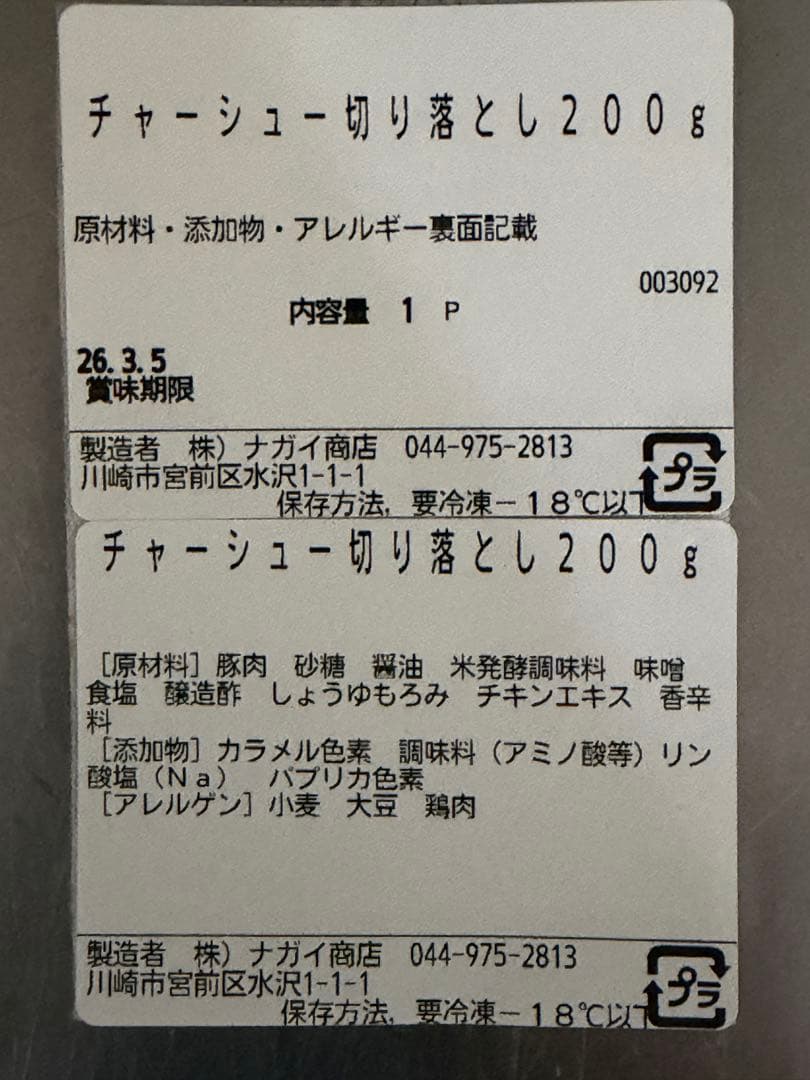 チャーシュー切り落とし200g
原材料・添加物・アレルギー裏面記載
003092
内容量 1 P
26.3.5
賞味期限
製造者 株）ナガイ商店 044-975-2813
川崎市宮前区水沢1-1-1
保存方法,要冷凍－18℃以下
プラ
チャーシュー切り落とし200g
［原材料］豚肉 砂糖 醤油 米発酵調味料 味噌
食塩 醸造酢 しょうゆもろみ チキンエキス 香辛
料
［添加物］カラメル色素 調味料（アミノ酸等）リン
酸塩（Na） パプリカ色素
［アレルゲン］小麦 大豆 鶏肉
製造者 株）ナガイ商店 044-975-2813
川崎市宮前区水沢1-1-1
保存方法,要冷凍－18℃以下
プラ